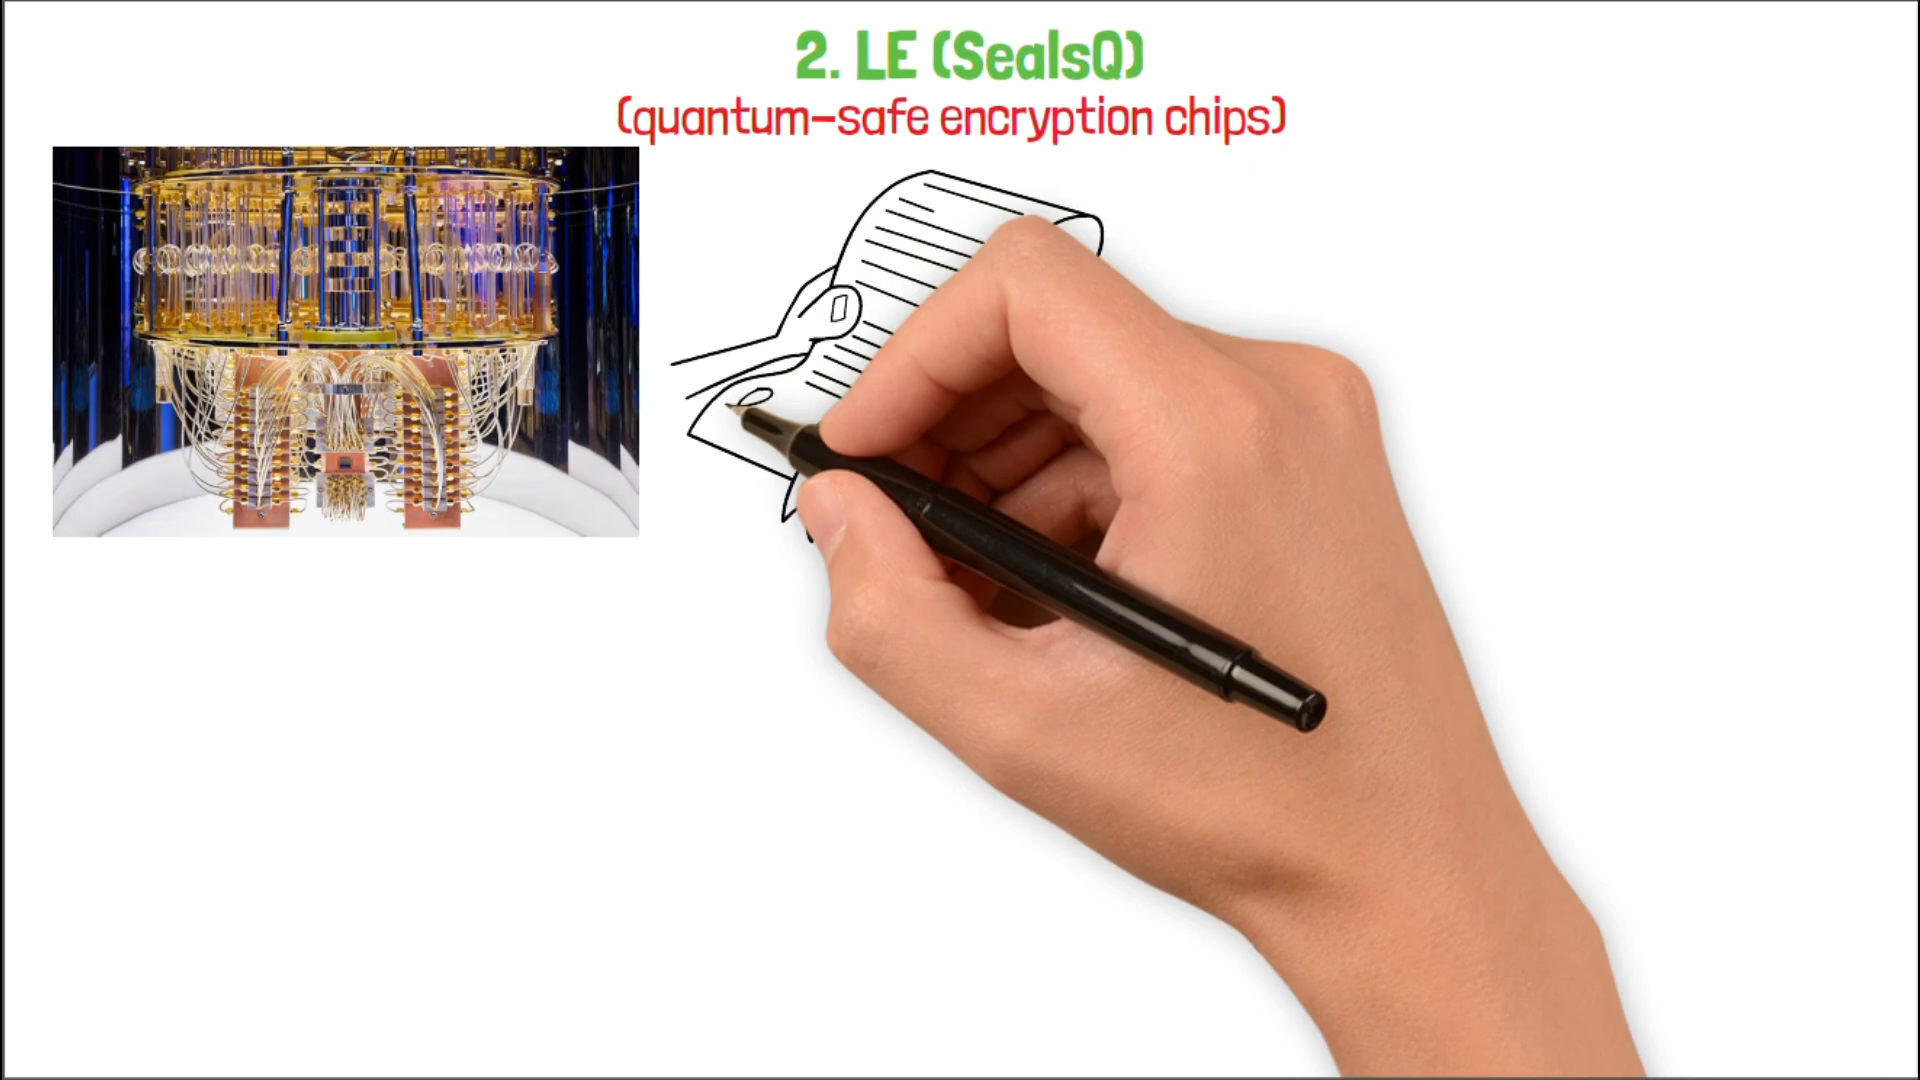 2. LE (SealsQ)
(quantum-safe encryption chips)